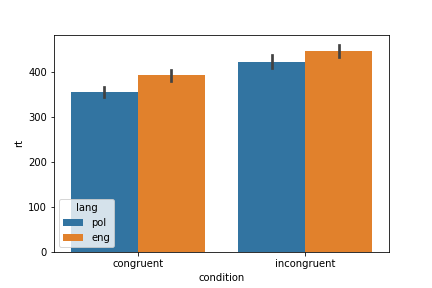 400
300
200
100
0
rt
lang
pol
eng
congruent incongruent
condition